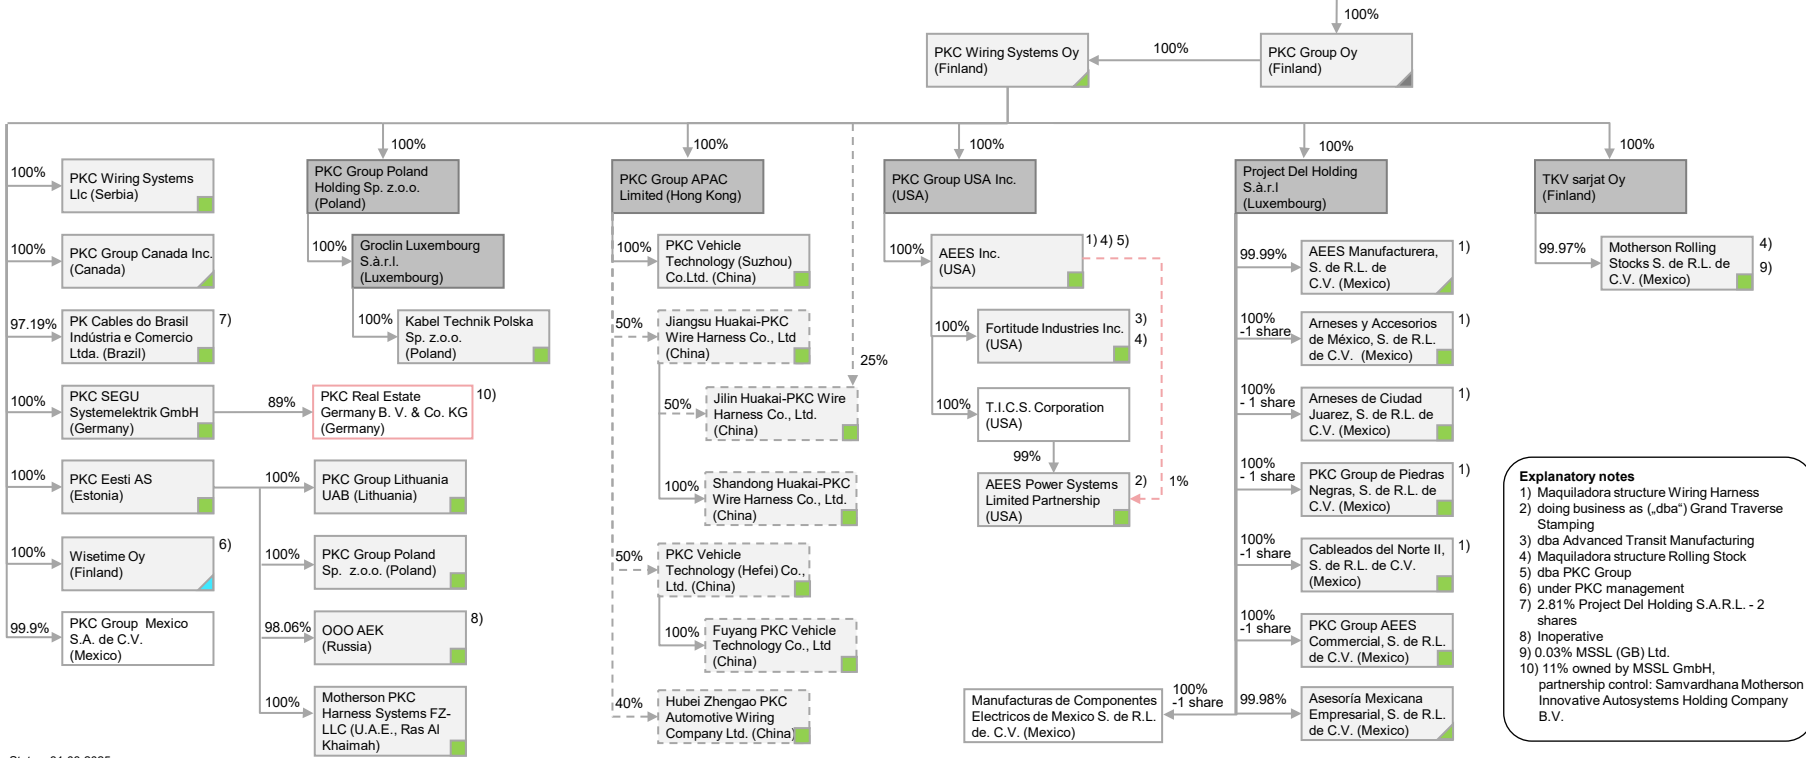 100%
PKC Wiring Systems Oy
(Finland)
100%
PKC Group Oy
(Finland)
100%
100%
100%
100%
100%
100%
PKC Wiring Systems
Llc (Serbia)
100%
PKC Group Canada Inc.
(Canada)
97.19%
PK Cables do Brasil
Indústria e Comercio
Ltda. (Brazil)
7)
100%
PKC SEGU
Systemelektrik GmbH
(Germany)
89%
PKC Real Estate
Germany B. V. & Co. KG
(Germany)
10)
100%
PKC Eesti AS
(Estonia)
100%
PKC Group Lithuania
UAB (Lithuania)
100%
Wisetime Oy
(Finland)
6)
100%
PKC Group Poland
Sp. z.o.o. (Poland)
99.9%
PKC Group Mexico
S.A. de C.V.
(Mexico)
98.06%
OOO AEK
(Russia)
8)
100%
Motherson PKC
Harness Systems FZ-
LLC (U.A.E., Ras Al
Khaimah)
PKC Group Poland
Holding Sp. z.o.o.
(Poland)
100%
Groclin Luxembourg
S.à.r.l.
(Luxembourg)
100%
Kabel Technik Polska
Sp. z.o.o.
(Poland)
PKC Group APAC
Limited (Hong Kong)
100%
PKC Vehicle
Technology (Suzhou)
Co.Ltd. (China)
50%
Jiangsu Huakai-PKC
Wire Harness Co., Ltd
(China)
25%
50%
Jilin Huakai-PKC Wire
Harness Co., Ltd.
(China)
100%
Shandong Huakai-PKC
Wire Harness Co., Ltd.
(China)
50%
PKC Vehicle
Technology (Hefei) Co.,
Ltd. (China)
100%
Fuyang PKC Vehicle
Technology Co., Ltd
(China)
40%
Hubei Zhengao PKC
Automotive Wiring
Company Ltd. (China)
PKC Group USA Inc.
(USA)
100%
AEES Inc.
(USA)
1) 4) 5)
100%
Fortitude Industries Inc.
(USA)
3)
4)
100%
T.I.C.S. Corporation
(USA)
99%
AEES Power Systems
Limited Partnership
(USA)
2)
1%
Project Del Holding
S.à.r.l
(Luxembourg)
99.99%
AEES Manufacturera,
S. de R.L. de
C.V. (Mexico)
1)
100%
-1 share
Arneses y Accesorios
de México, S. de R.L.
de C.V. (Mexico)
1)
100%
- 1 share
Arneses de Ciudad
Juarez, S. de R.L. de
C.V. (Mexico)
1)
100%
- 1 share
PKC Group de Piedras
Negras, S. de R.L. de
C.V. (Mexico)
1)
100%
-1 share
Cableados del Norte II,
S. de R.L. de C.V.
(Mexico)
1)
100%
-1 share
PKC Group AEES
Commercial, S. de R.L.
de C.V. (Mexico)
100%
-1 share
Manufacturas de Componentes
Electricos de Mexico S. de R.L.
de. C.V. (Mexico)
99.98%
Asesoría Mexicana
Empresarial, S. de R.L.
de C.V. (Mexico)
TKV sarjat Oy
(Finland)
99.97%
Motherson Rolling
Stocks S. de R.L. de
C.V. (Mexico)
4)
9)
Explanatory notes
1) Maquiladora structure Wiring Harness
2) doing business as („dba“) Grand Traverse
Stamping
3) dba Advanced Transit Manufacturing
4) Maquiladora structure Rolling Stock
5) dba PKC Group
6) under PKC management
7) 2.81% Project Del Holding S.A.R.L. - 2
shares
8) Inoperative
9) 0.03% MSSL (GB) Ltd.
10) 11% owned by MSSL GmbH,
partnership control: Samvardhana Motherson
Innovative Autosystems Holding Company
B.V.